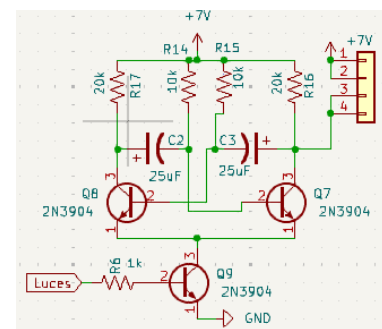 +7V
R14 R15
+7V
20k
R17
10k
10k
20k
R16
1
2
3
4
C2
C3
+
+
25uF
25uF
3
3
Q8
2
2
Q7
2N3904
1
1
2N3904
3
Luces
R6 1k
2
Q9
2N3904
1
GND